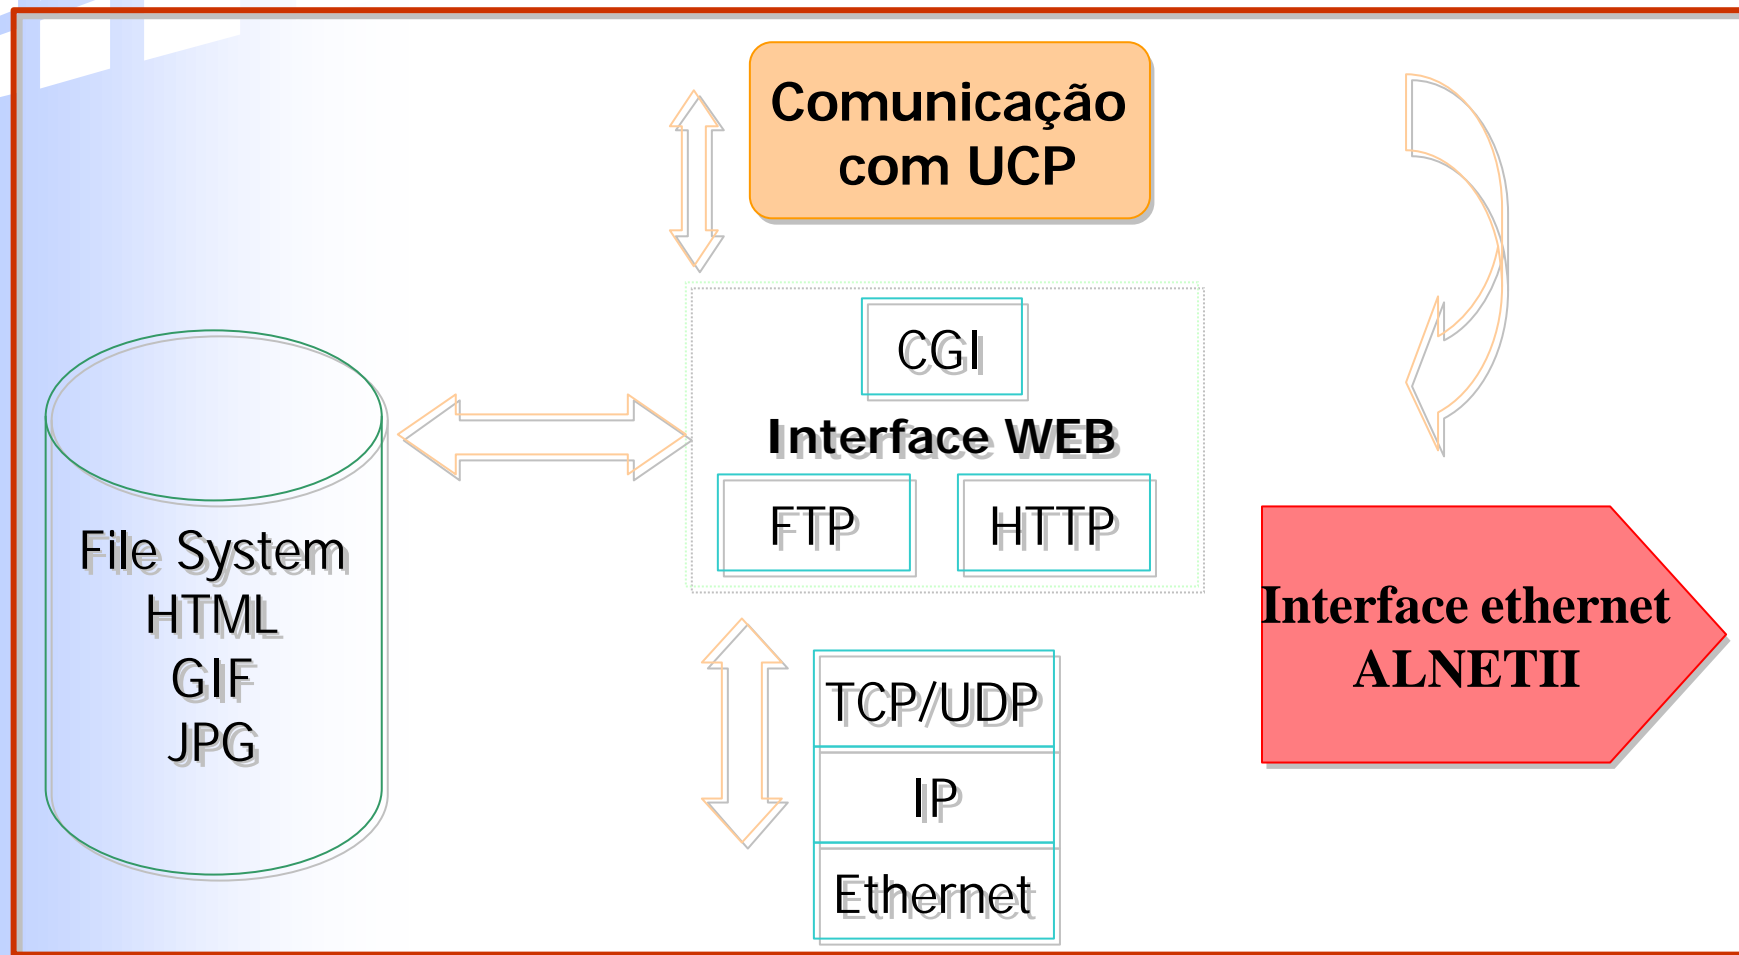 Comunicação
com UCP
CGI
Interface WEB
FTP
HTTP
File System
HTML
GIF
JPG
Interface ethernet
ALNETII
TCP/UDP
IP
Ethernet